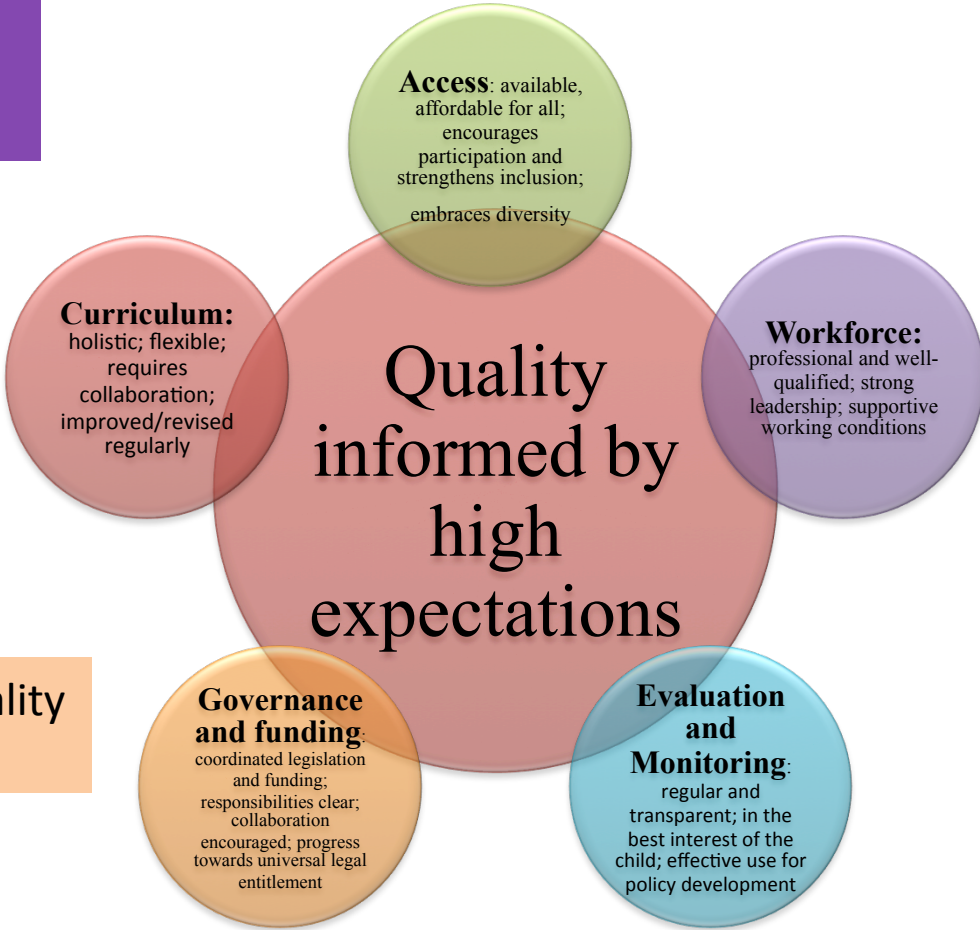 Access: available,
affordable for all;
encourages
participation and
strengthens inclusion;
embraces diversity
Curriculum:
holistic; flexible;
requires
collaboration;
improved/revised
regularly
Workforce:
professional and well-
qualified; strong
leadership; supportive
working conditions
Quality
informed by
high
expectations
Governance
and funding:
coordinated legislation
and funding;
responsibilities clear;
collaboration
encouraged; progress
towards universal legal
entitlement
Evaluation
and
Monitoring:
regular and
transparent; in the
best interest of the
child; effective use for
policy development